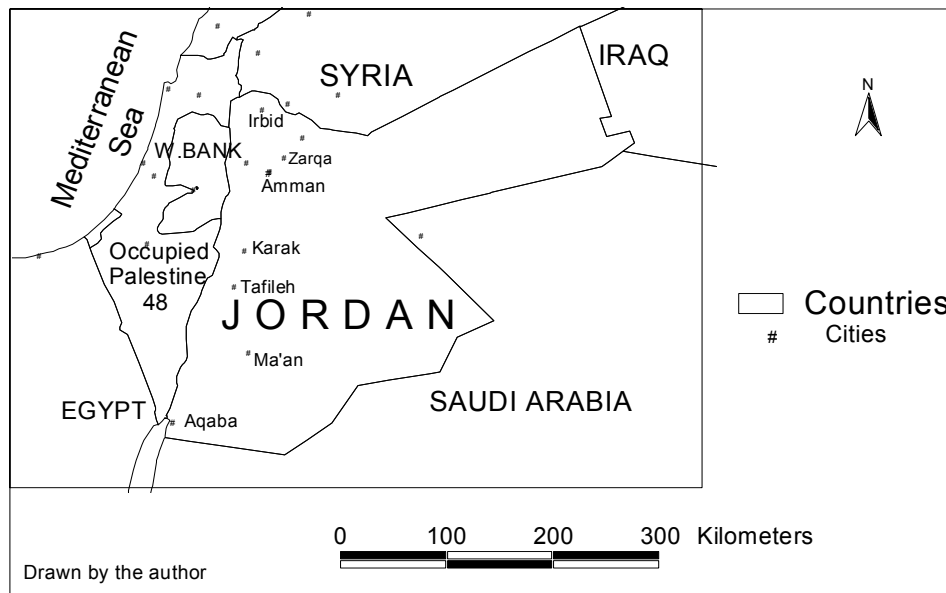 IRAQ
SYRIA
N
Mediterranean
Sea
Irbid
W.BANK
Zarqa
Amman
Occupied
Palestine
48
Karak
Tafileh
JORDAN
Countries
# Cities
Ma'an
EGYPT
SAUDI ARABIA
Aqaba
0 100 200 300 Kilometers
Drawn by the author